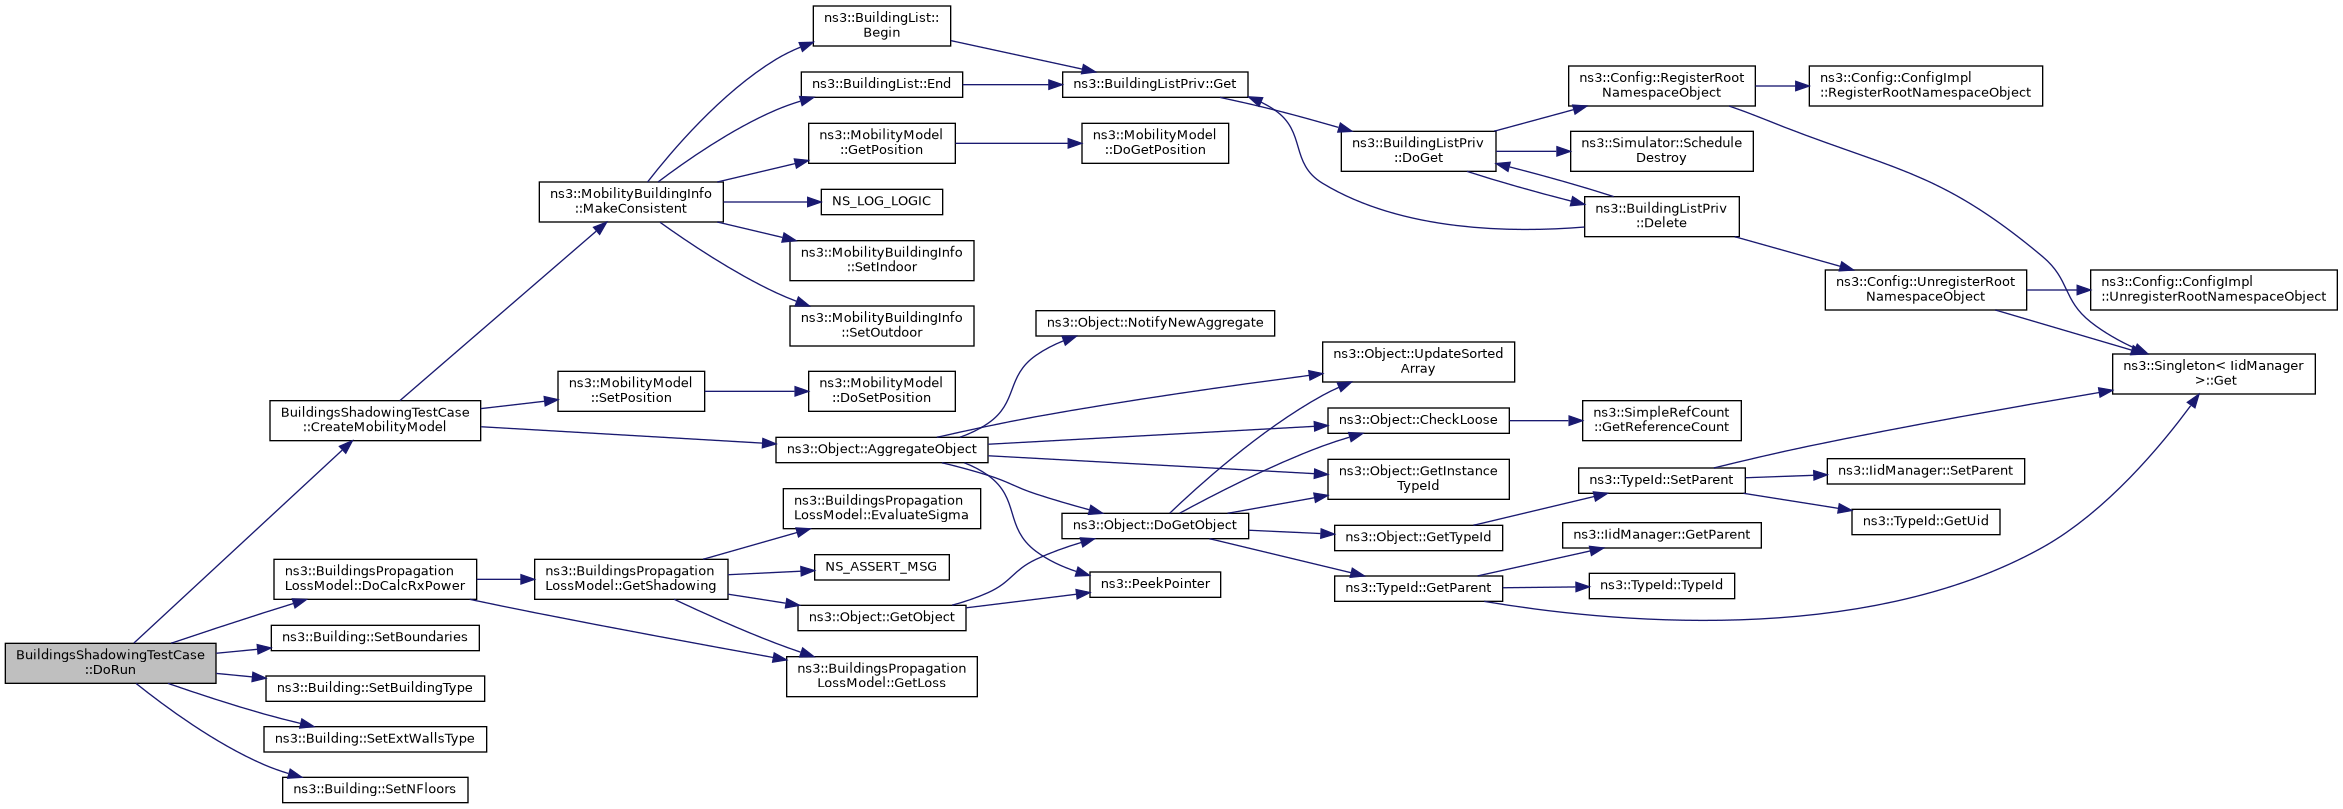 ns3::BuildingList::
Begin
ns3::BuildingList::End
ns3::BuildingListPriv::Get
ns3::Config::RegisterRoot
NamespaceObject
ns3::Config::ConfigImpl
::RegisterRootNamespaceObject
ns3::MobilityModel
::GetPosition
ns3::MobilityModel
::DoGetPosition
ns3::BuildingListPriv
::DoGet
ns3::Simulator::Schedule
Destroy
ns3::MobilityBuildingInfo
::MakeConsistent
NS_LOG_LOGIC
ns3::BuildingListPriv
::Delete
ns3::MobilityBuildingInfo
::SetIndoor
ns3::Config::UnregisterRoot
NamespaceObject
ns3::Config::ConfigImpl
::UnregisterRootNamespaceObject
ns3::MobilityBuildingInfo
::SetOutdoor
ns3::Object::NotifyNewAggregate
ns3::Object::UpdateSorted
Array
ns3::Singleton< IidManager
>::Get
ns3::MobilityModel
::SetPosition
ns3::MobilityModel
::DoSetPosition
BuildingsShadowingTestCase
::CreateMobilityModel
ns3::Object::CheckLoose
ns3::SimpleRefCount
::GetReferenceCount
ns3::Object::AggregateObject
ns3::Object::GetInstance
TypeId
ns3::TypeId::SetParent
ns3::IidManager::SetParent
ns3::BuildingsPropagation
LossModel::EvaluateSigma
ns3::Object::DoGetObject
ns3::Object::GetTypeId
ns3::IidManager::GetParent
ns3::TypeId::GetUid
ns3::BuildingsPropagation
LossModel::DoCalcRxPower
ns3::BuildingsPropagation
LossModel::GetShadowing
NS_ASSERT_MSG
ns3::PeekPointer
ns3::TypeId::GetParent
ns3::TypeId::TypeId
ns3::Object::GetObject
ns3::Building::SetBoundaries
BuildingsShadowingTestCase
::DoRun
ns3::BuildingsPropagation
LossModel::GetLoss
ns3::Building::SetBuildingType
ns3::Building::SetExtWallsType
ns3::Building::SetNFloors